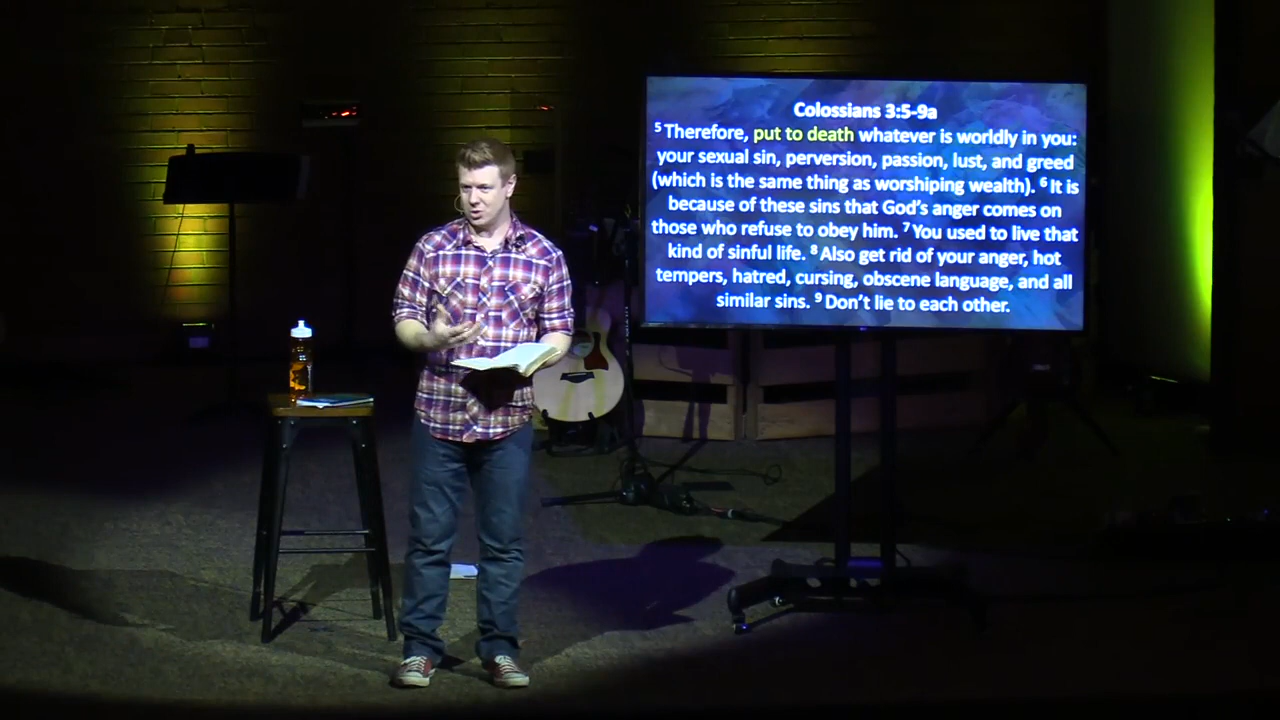 Colossians 3:5-9a
⁵ Therefore, put to death whatever is worldly in you:
your sexual sin, perversion, passion, lust, and greed
(which is the same thing as worshiping wealth). ⁶ It is
because of these sins that God's anger comes on
those who refuse to obey him. ⁷ You used to live that
kind of sinful life. ⁸ Also get rid of your anger, hot
tempers, hatred, cursing, obscene language, and all
similar sins. ⁹ Don't lie to each other.